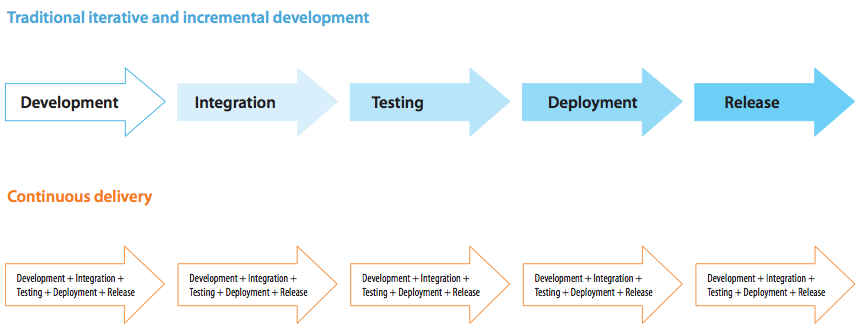 Traditional iterative and incremental development
Development
Integration
Testing
Deployment
Release
Continuous delivery
Development + Integration +
Testing + Deployment + Release
Development + Integration +
Testing + Deployment + Release
Development + Integration +
Testing + Deployment + Release
Development + Integration +
Testing + Deployment + Release
Development + Integration +
Testing + Deployment + Release